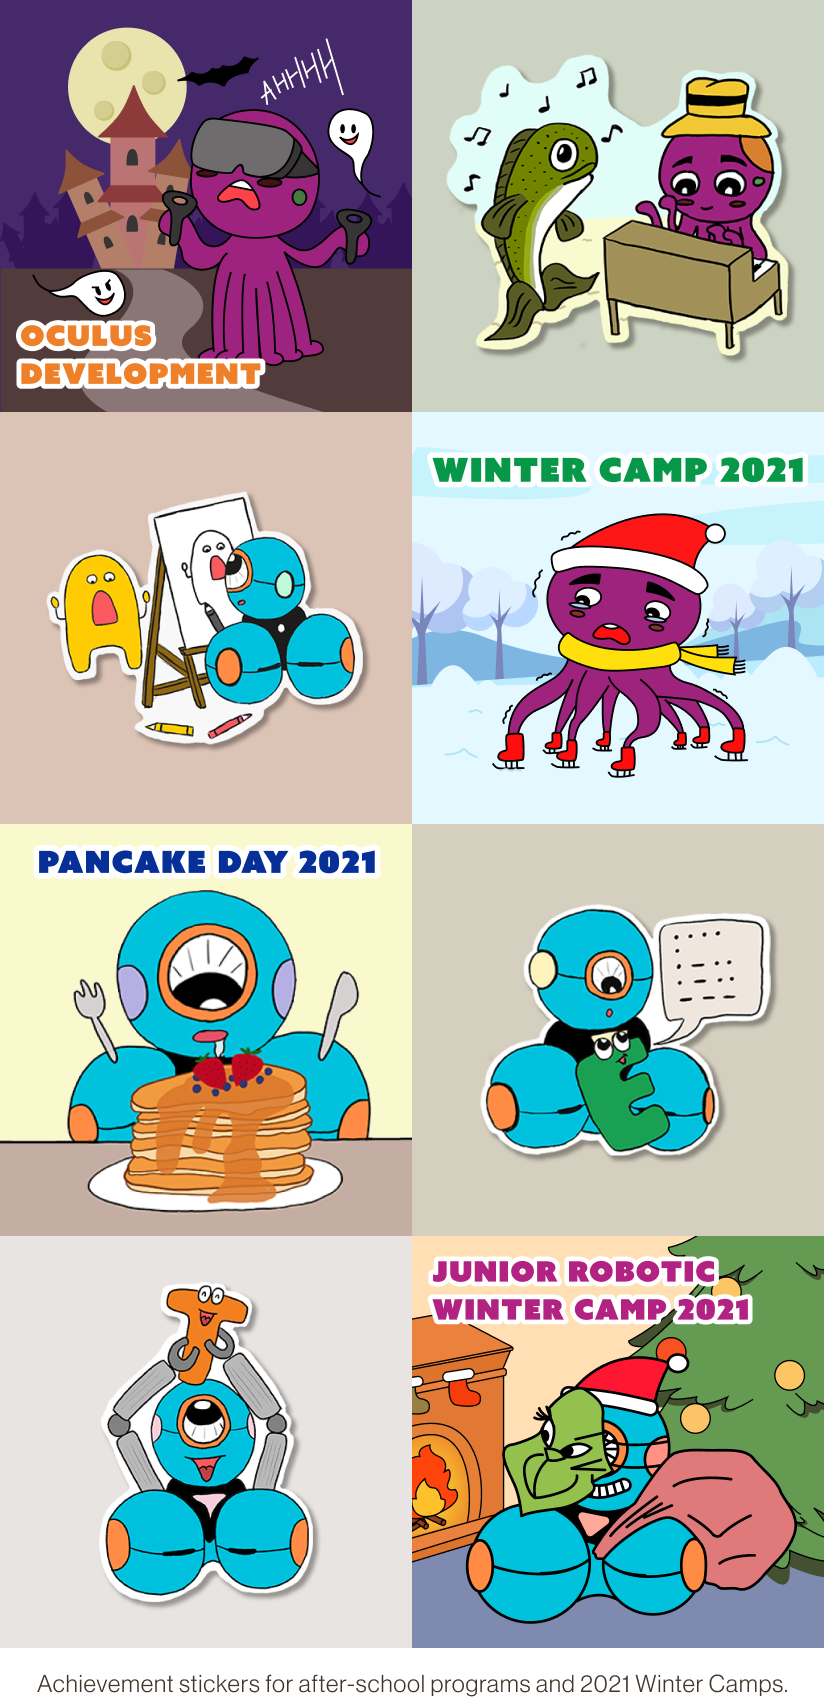 AHHHH
OCULUS
DEVELOPMENT
WINTER CAMP 2021
PANCAKE DAY 2021
JUNIOR ROBOTIC
WINTER CAMP 2021
Achievement stickers for after-school programs and 2021 Winter Camps.